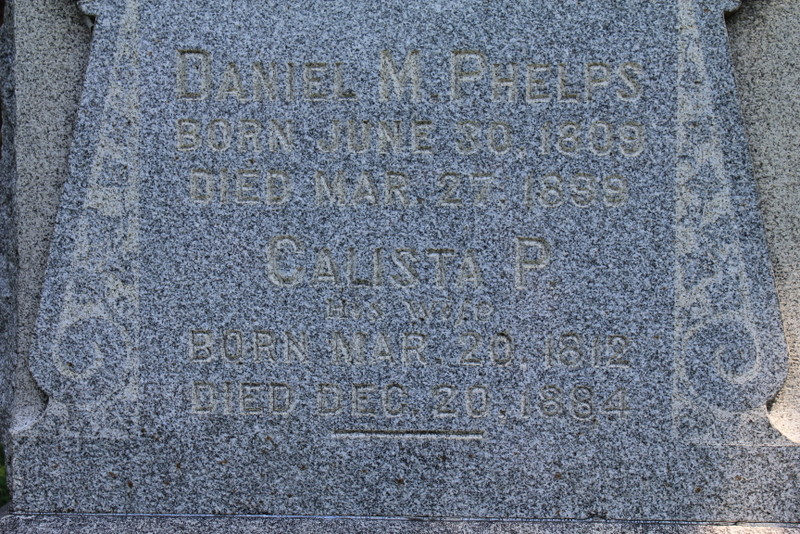 DANIEL M. PHELPS
BORN JUNE 30, 1809
DIED MAR. 27, 1899
CALISTA P.
HIS WIFE
BORN MAR. 20, 1812
DIED DEC. 20, 1884